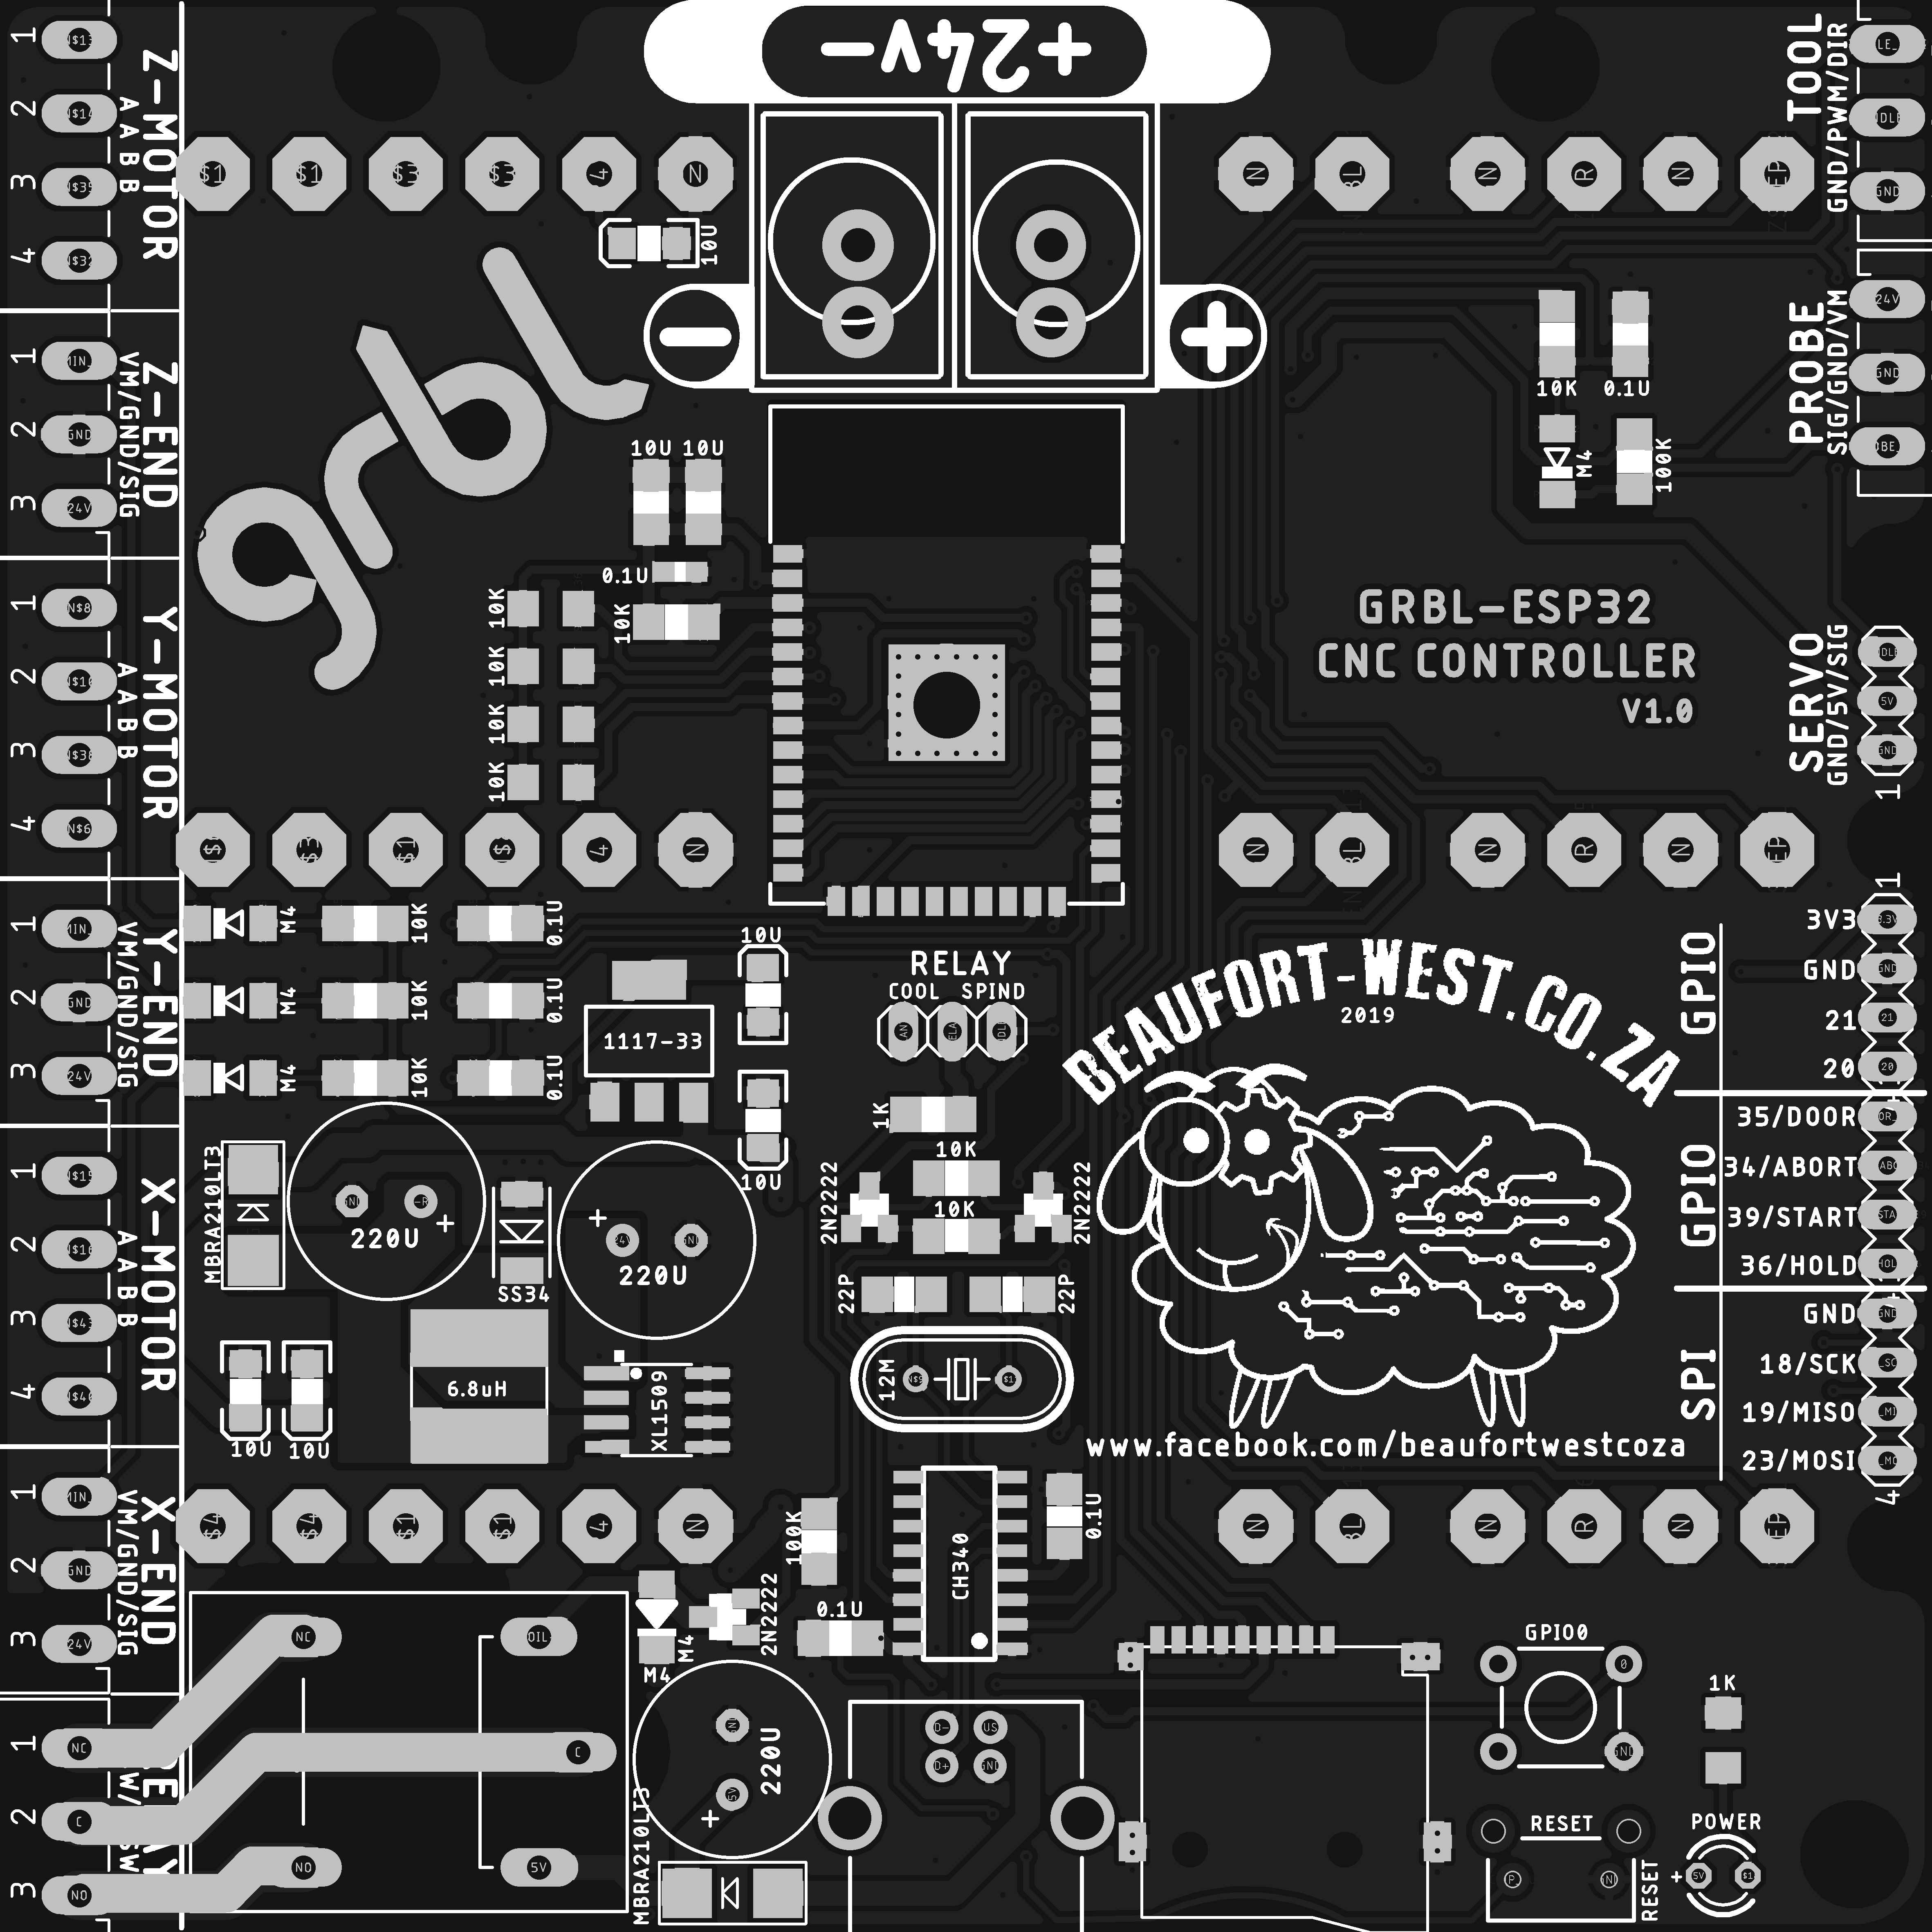 +24v-
Z-MOTOR
A A B B
1
2
3
4
Z-END
VM/GND/SIG
1
2
3
Y-MOTOR
A A B B
1
2
3
4
Y-END
VM/GND/SIG
1
2
3
X-MOTOR
A A B B
1
2
3
4
X-END
VM/GND/SIG
1
2
3
1
2
3
grbl
10U
10U 10U
0.1U
10K
10K
10K
10K
10K
TOOL
GND/PWM/DIR
PROBE
SIG/GND/VM
10K 0.1U
M4
100K
GRBL-ESP32
CNC CONTROLLER
V1.0
SERVO
GND/5V/SIG
1
M4 10K 0.1U
M4 10K 0.1U
M4 10K 0.1U
1117-33
10U
10U
RELAY
COOL SPIND
1K
10K
10K
2N2222
2N2222
22P
22P
12M
BEAUFORT-WEST.CO.ZA
2019
www.facebook.com/beaufortwestcoza
1
GPIO
3V3
GND
21
20
GPIO
35/DOOR
34/ABORT
39/START
36/HOLD
SPI
GND
18/SCK
19/MISO
23/MOSI
4
MBRA210LT3
220U
+
SS34
+
220U
10U 10U
6.8uH
XL1509
100K
CH340
0.1U
0.1U
M4
M4
2N2222
220U
+
MBRA210LT3
NC
C
NO
NC
OIL
C
NO
5V
D-
US
D+
GND
GPIO0
1K
RESET
RESET
POWER
+